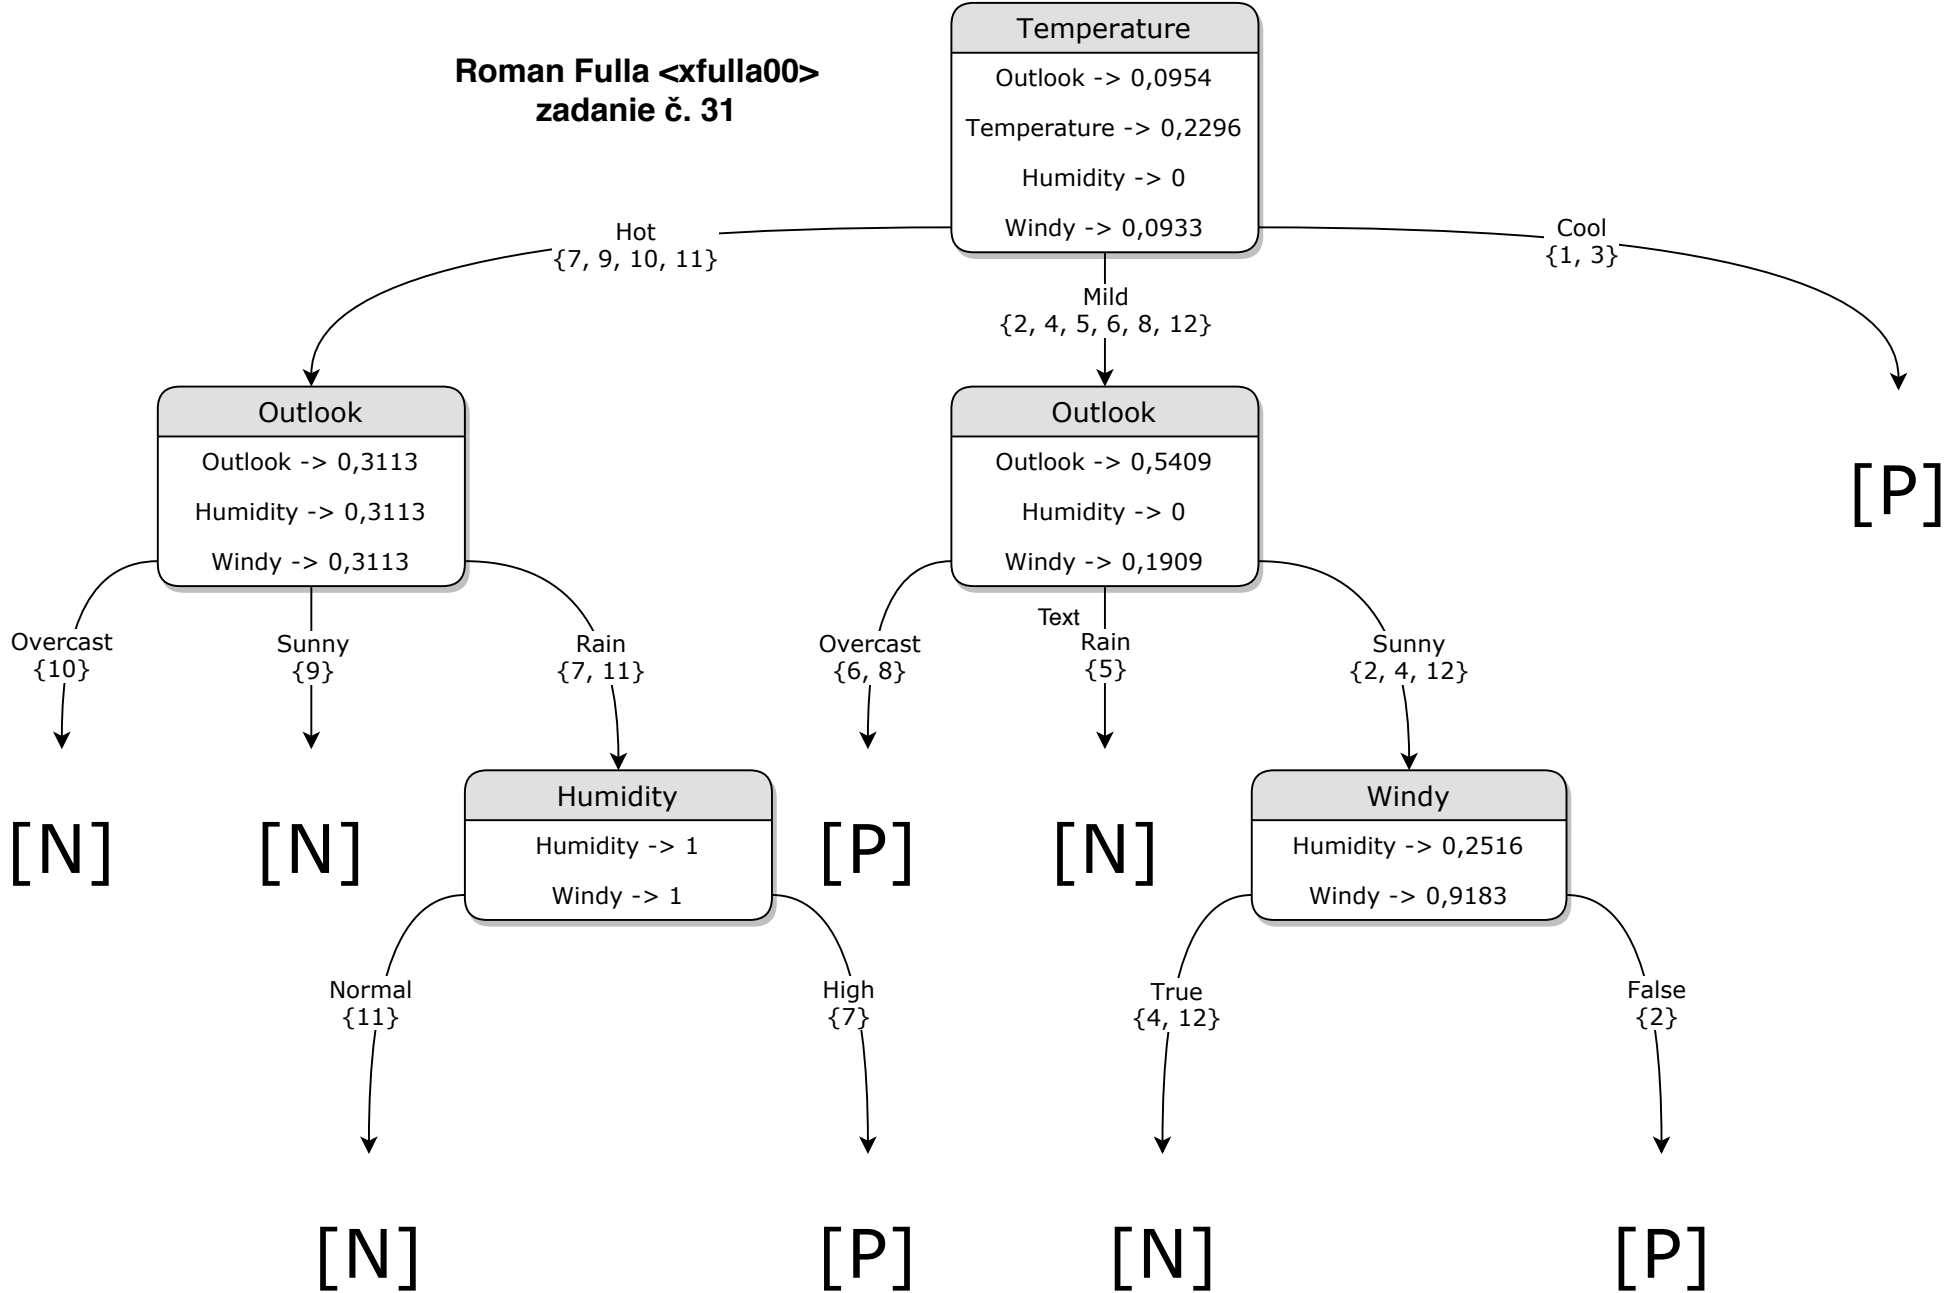 Temperature
Roman Fulla <xfulla00>
zadanie č. 31
Outlook -> 0,0954
Temperature -> 0,2296
Humidity -> 0
Windy -> 0,0933
Hot
{7, 9, 10, 11}
Mild
{2, 4, 5, 6, 8, 12}
Cool
{1, 3}
Outlook
Outlook -> 0,3113
Humidity -> 0,3113
Windy -> 0,3113
Outlook
Outlook -> 0,5409
Humidity -> 0
Windy -> 0,1909
[P]
Overcast
{10}
Sunny
{9}
Rain
{7, 11}
Overcast
{6, 8}
Text
Rain
{5}
Sunny
{2, 4, 12}
[N]
[N]
Humidity
Humidity -> 1
Windy -> 1
[P]
[N]
Windy
Humidity -> 0,2516
Windy -> 0,9183
Normal
{11}
High
{7}
True
{4, 12}
False
{2}
[N]
[P]
[N]
[P]